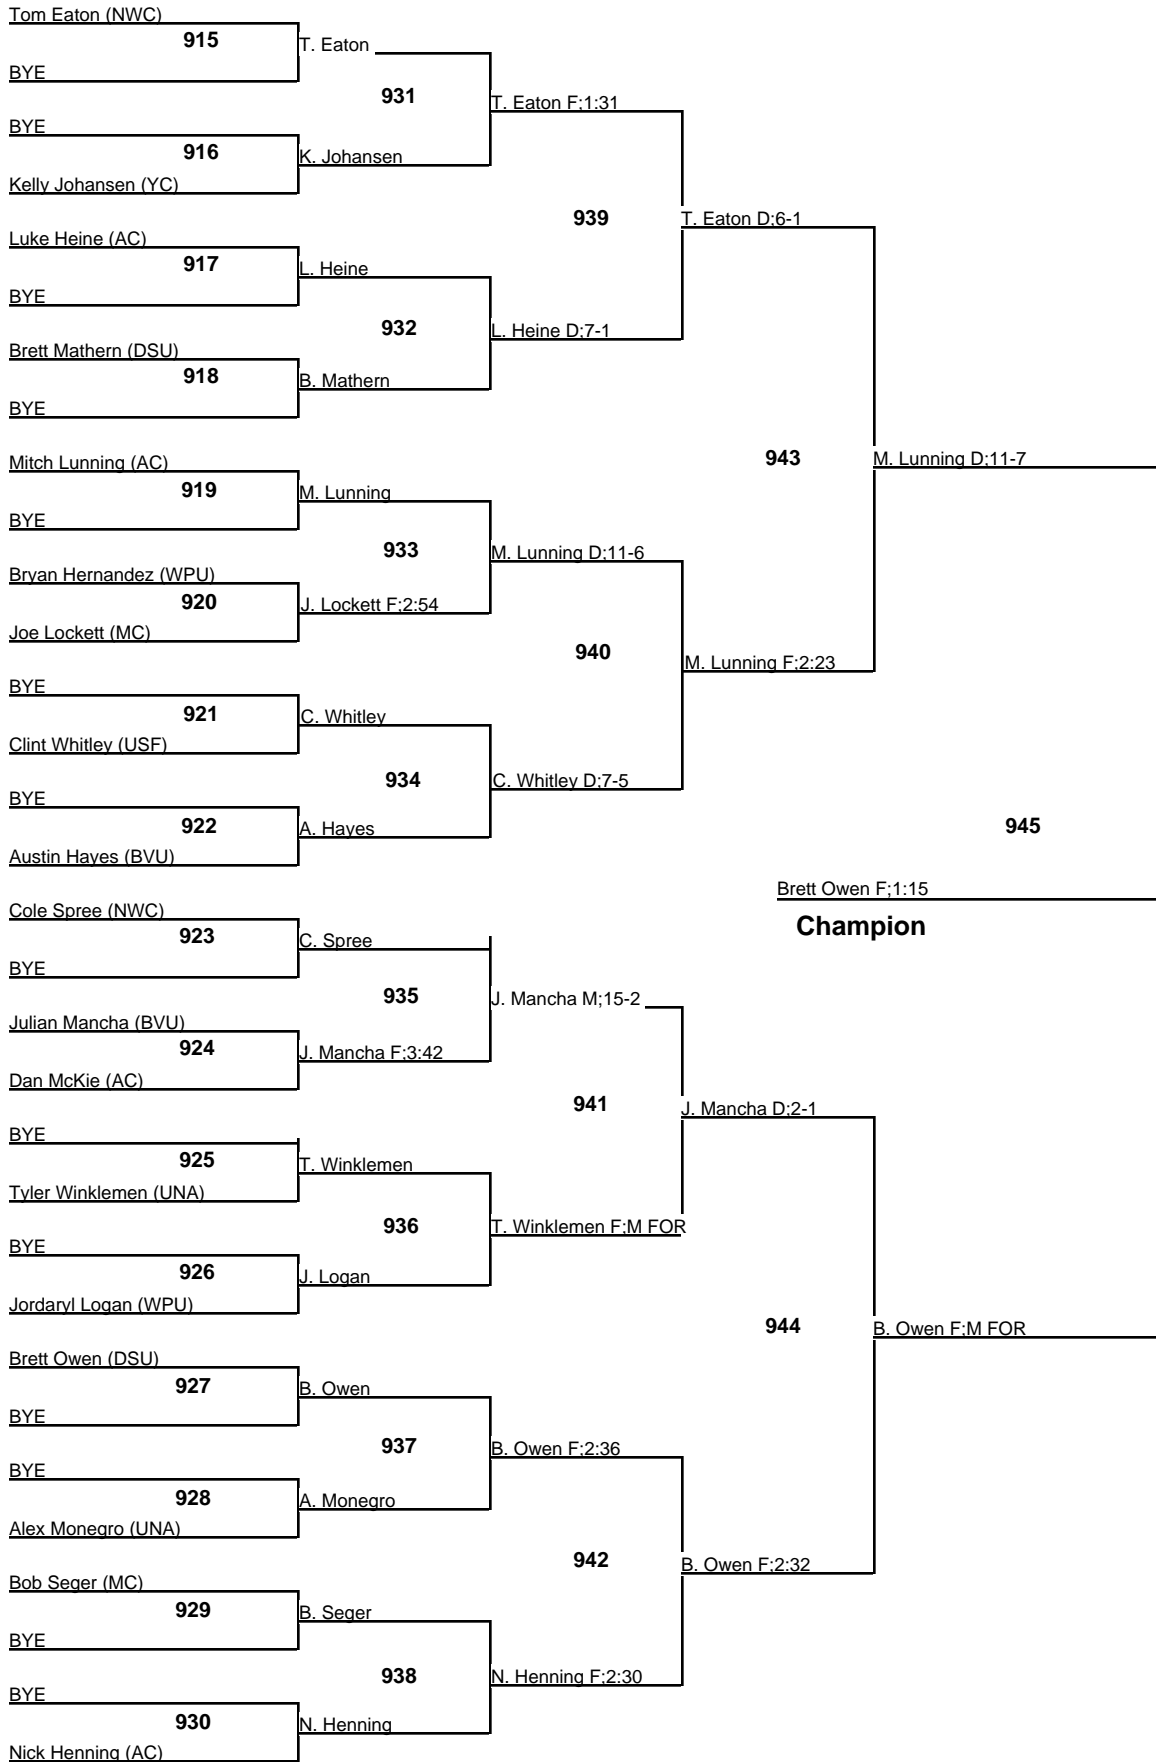 Tom Eaton (NWC)
915
T. Eaton
BYE
931
T. Eaton F;1:31
BYE
916
K. Johansen
Kelly Johansen (YC)
939
T. Eaton D;6-1
Luke Heine (AC)
917
L. Heine
BYE
932
L. Heine D;7-1
Brett Mathern (DSU)
918
B. Mathern
BYE
943
M. Lunning D;11-7
Mitch Lunning (AC)
919
M. Lunning
BYE
933
M. Lunning D;11-6
Bryan Hernandez (WPU)
920
J. Lockett F;2:54
Joe Lockett (MC)
940
M. Lunning F;2:23
BYE
921
C. Whitley
Clint Whitley (USF)
934
C. Whitley D;7-5
BYE
922
A. Hayes
Austin Hayes (BVU)
945
Brett Owen F;1:15
Champion
Cole Spree (NWC)
923
C. Spree
BYE
935
J. Mancha M;15-2
Julian Mancha (BVU)
924
J. Mancha F;3:42
Dan McKie (AC)
941
J. Mancha D;2-1
BYE
925
T. Winklemen
Tyler Winklemen (UNA)
936
T. Winklemen F;M FOR
BYE
926
J. Logan
Jordaryl Logan (WPU)
944
B. Owen F;M FOR
Brett Owen (DSU)
927
B. Owen
BYE
937
B. Owen F;2:36
BYE
928
A. Monegro
Alex Monegro (UNA)
942
B. Owen F;2:32
Bob Seger (MC)
929
B. Seger
BYE
938
N. Henning F;2:30
BYE
930
N. Henning
Nick Henning (AC)